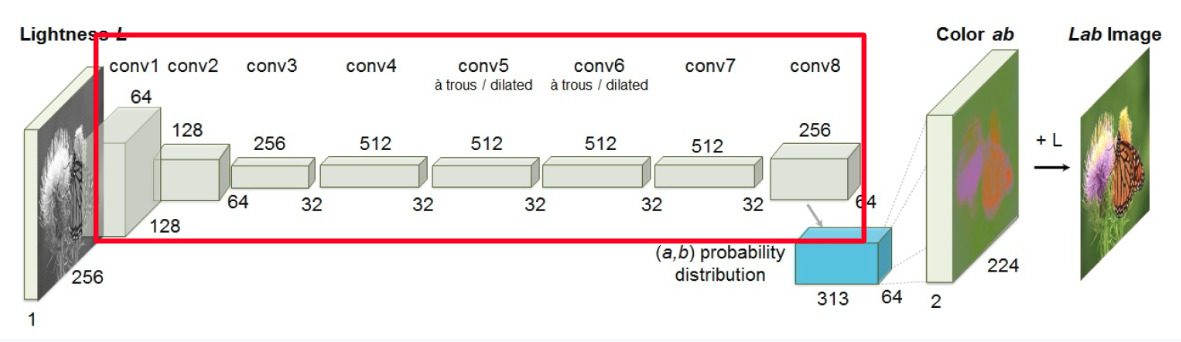 Lightness L
Color ab
Lab Image
conv1 conv2 conv3 conv4 conv5 conv6 conv7 conv8
à trous / dilated à trous / dilated
64
128
256
512
512
512
512
256
+ L
64
32
32
32
32
32
64
128
(a,b) probability
distribution
256
224
313
64
2
1